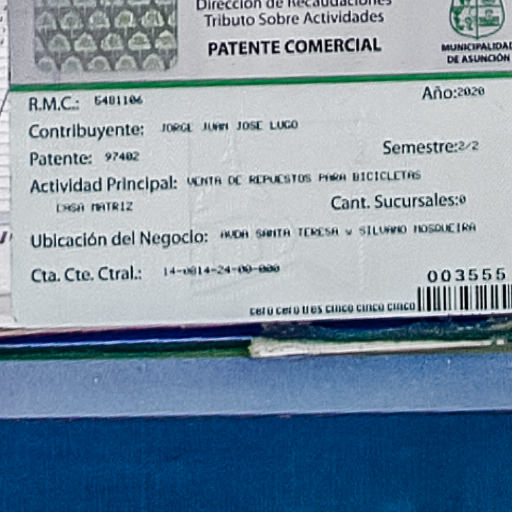 Dirección de Recaudaciones
Tributo Sobre Actividades
PATENTE COMERCIAL
MUNICIPALIDAD
DE ASUNCIÓN
R.M.C.: 5401106
Año:2020
Contribuyente: JORGE JUAN JOSE LUGO
Patente: 97402
Semestre:2/2
Actividad Principal: VENTA DE REPUESTOS PARA BICICLETAS
CASA MATRIZ
Cant. Sucursales:0
Ubicación del Negocio: AVDA SANTA TERESA y SILVANO MOSQUEIRA
Cta. Cte. Ctral.: 14-0814-24-00-000
003555
cero cero tres cinco cinco cinco